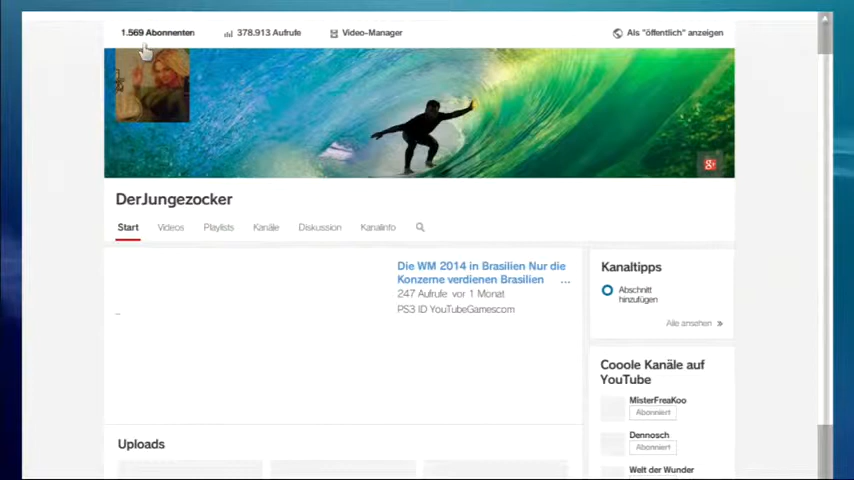 1.569 Abonnenten
378.913 Aufrufe
Video-Manager
Als "öffentlich" anzeigen
g+
DerJungezocker
Start
Videos
Playlists
Kanäle
Diskussion
Kanalinfo
Die WM 2014 in Brasilien Nur die
Konzerne verdienen Brasilien ...
247 Aufrufe vor 1 Monat
PS3 ID YouTubeGamescom
Kanaltipps
Abschnitt
hinzufügen
Alle ansehen »
Coole Kanäle auf
YouTube
MisterFreaKoo
Abonniert
Dennosch
Abonniert
Welt der Wunder
Uploads